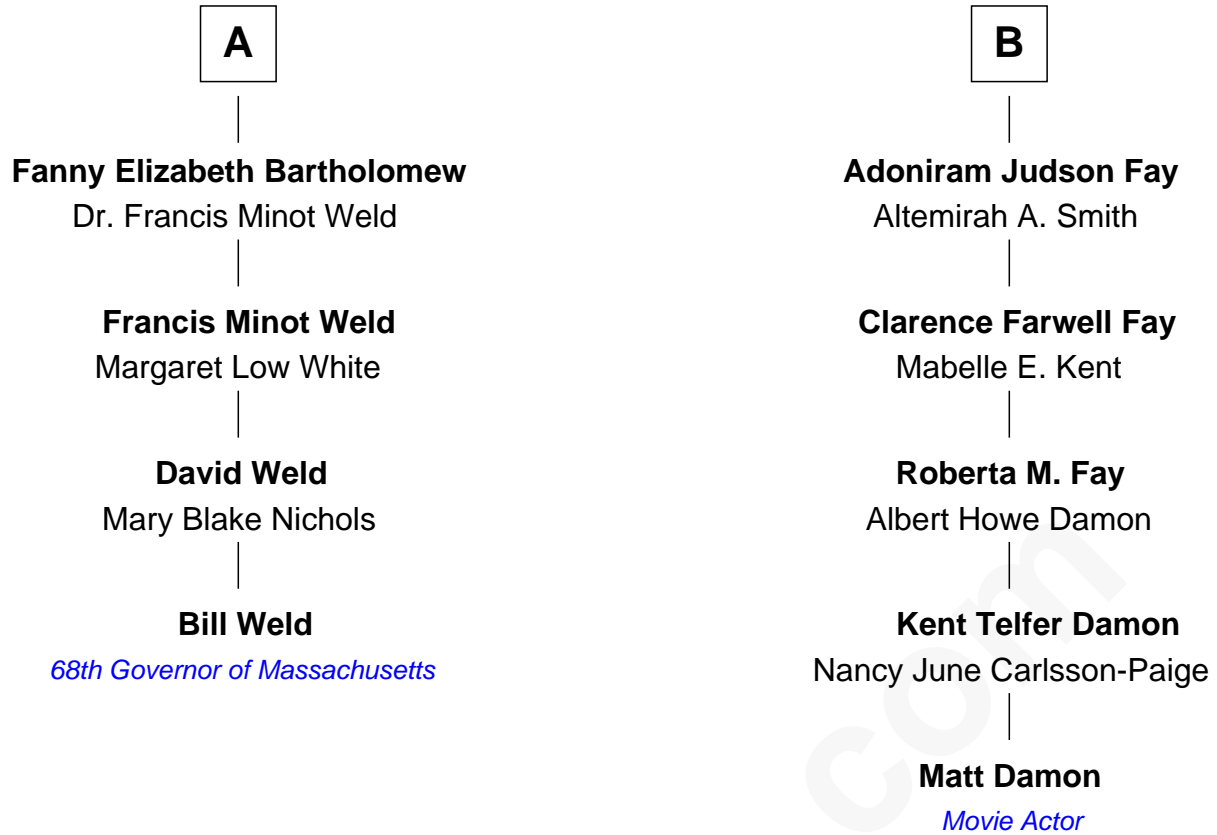 A
Fanny Elizabeth Bartholomew
Dr. Francis Minot Weld
Francis Minot Weld
Margaret Low White
David Weld
Mary Blake Nichols
Bill Weld
68th Governor of Massachusetts
B
Adoniram Judson Fay
Altemirah A. Smith
Clarence Farwell Fay
Mabelle E. Kent
Roberta M. Fay
Albert Howe Damon
Kent Telfer Damon
Nancy June Carlsson-Paige
Matt Damon
Movie Actor
com